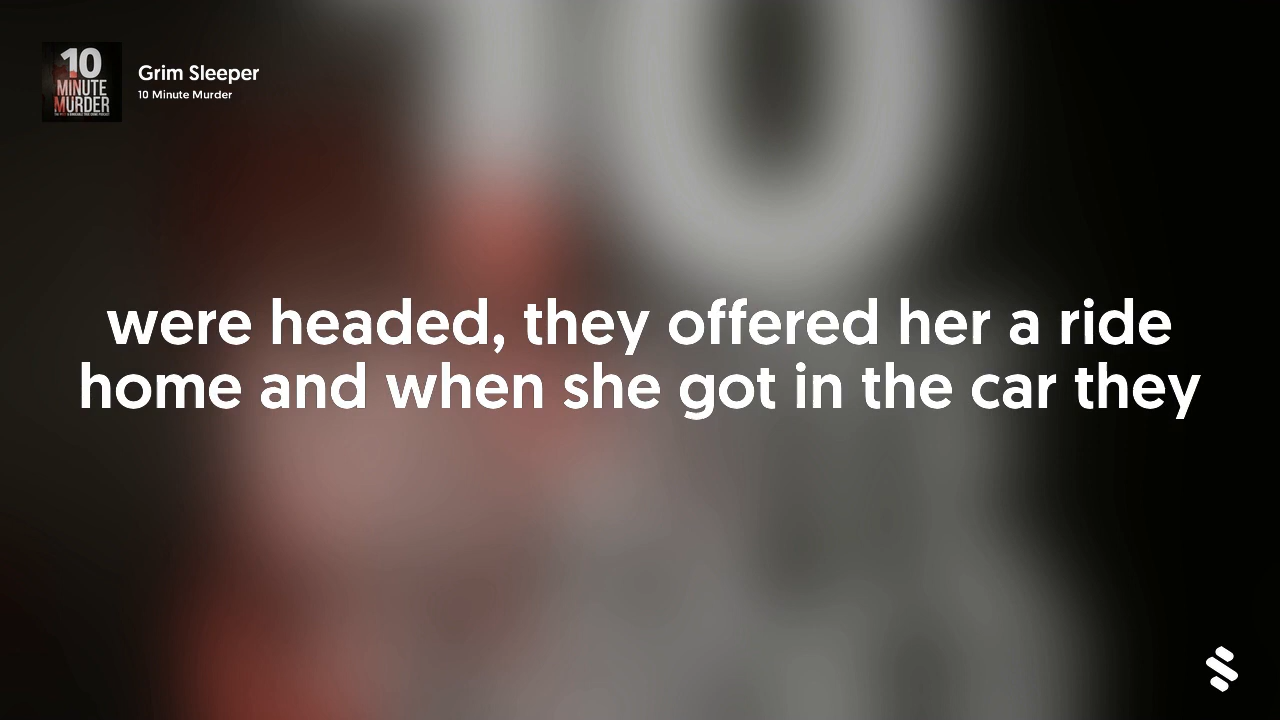 10
MINUTE
MURDER
Grim Sleeper
10 Minute Murder
were headed, they offered her a ride
home and when she got in the car they